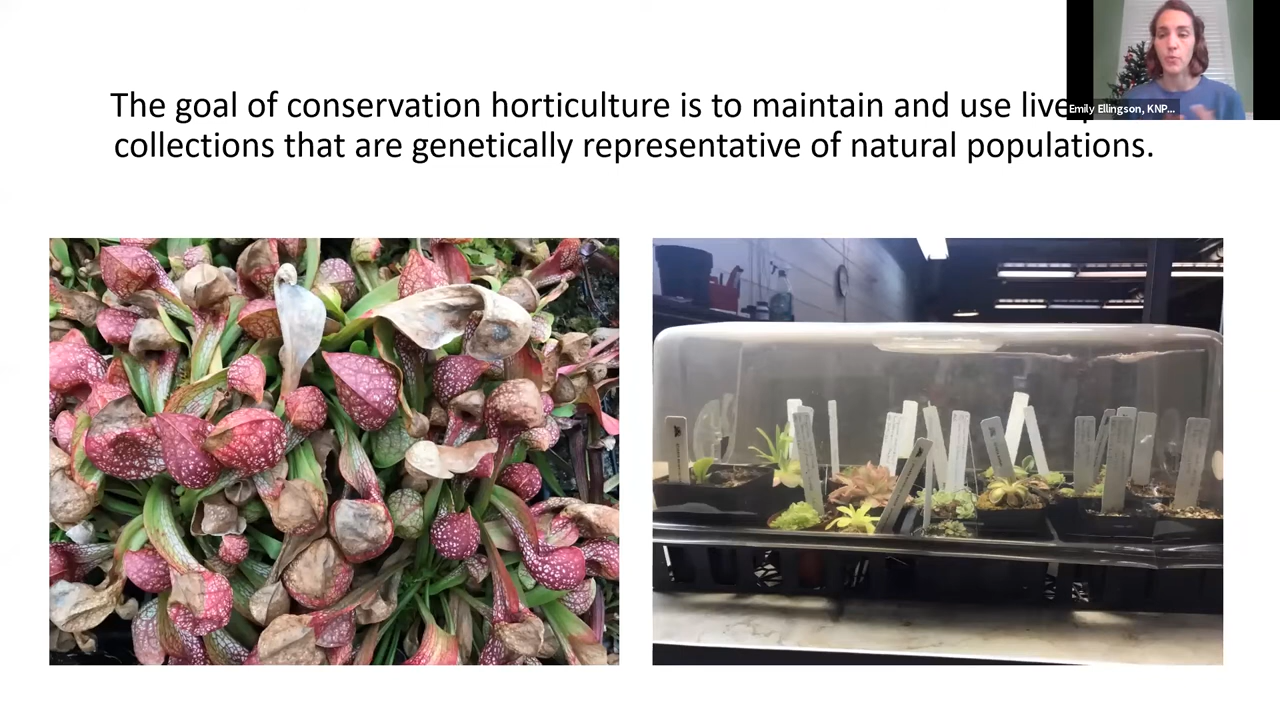 The goal of conservation horticulture is to maintain and use live
collections that are genetically representative of natural populations.
Emily Ellingson, KNP...